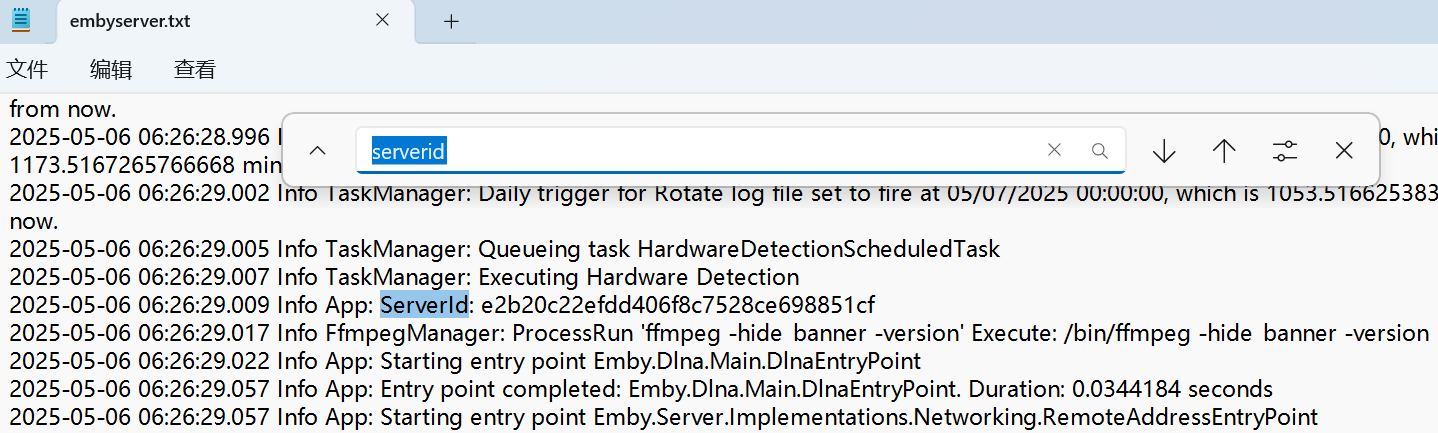 embyserver.txt
文件 编辑 查看
from now.
serverid
2025-05-06 06:26:28.996 I 0, whi
1173.5167265766668 min
2025-05-06 06:26:29.002 Info TaskManager: Daily trigger for Rotate log file set to fire at 05/07/2025 00:00:00, which is 1053.516625383
now.
2025-05-06 06:26:29.005 Info TaskManager: Queueing task HardwareDetectionScheduledTask
2025-05-06 06:26:29.007 Info TaskManager: Executing Hardware Detection
2025-05-06 06:26:29.009 Info App: ServerId: e2b20c22efdd406f8c7528ce698851cf
2025-05-06 06:26:29.017 Info FfmpegManager: ProcessRun 'ffmpeg -hide_banner -version' Execute: /bin/ffmpeg -hide_banner -version
2025-05-06 06:26:29.022 Info App: Starting entry point Emby.Dlna.Main.DlnaEntryPoint
2025-05-06 06:26:29.057 Info App: Entry point completed: Emby.Dlna.Main.DlnaEntryPoint. Duration: 0.0344184 seconds
2025-05-06 06:26:29.057 Info App: Starting entry point Emby.Server.Implementations.Networking.RemoteAddressEntryPoint